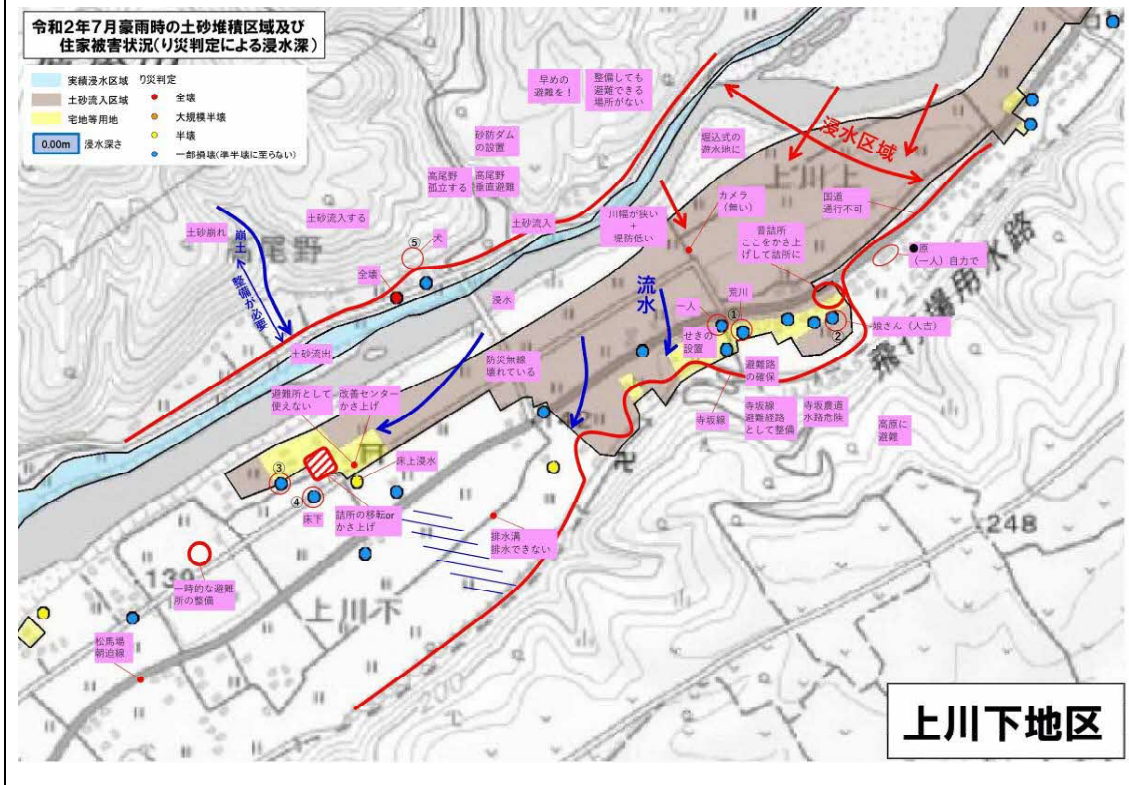 令和2年7月豪雨時の土砂堆積区域及び
住家被害状況(り災判定による浸水深)
実績浸水区域
土砂流入区域
宅地等用地
0.00m 浸水深さ
り災判定
全壊
大規模半壊
半壊
一部損壊(準半壊に至らない)
早めの
避難を!
整備しても
避難できる
場所がない
砂防ダム
の設置
堀込式の
遊水地に
浸水区域
上川上
高尾野
孤立する
高尾野
垂直避難
土砂流入する
土砂崩れ
土砂流入
川幅が狭い
+
堤防低い
カメラ
(無い)
国道
通行不可
昔詰所
ここをかさ上
げして詰所に
●原
(一人)自力で
⑤
犬
尾野
崩土
整備が必要
全壊
浸水
流水
一人
①
荒川
せきの
設置
②
娘さん(人吉)
用水路
土砂流出
防災無線
壊れている
避難路
の確保
避難所として
使えない
改善センター
かさ上げ
寺坂線
寺坂線
避難経路
として整備
寺坂農道
水路危険
高原に
避難
142
床上浸水
③
④
床下
詰所の移転or
かさ上げ
排水溝
排水できない
248
139
一時的な避難
所の整備
上川下
松馬場
朝迫線
上川下地区